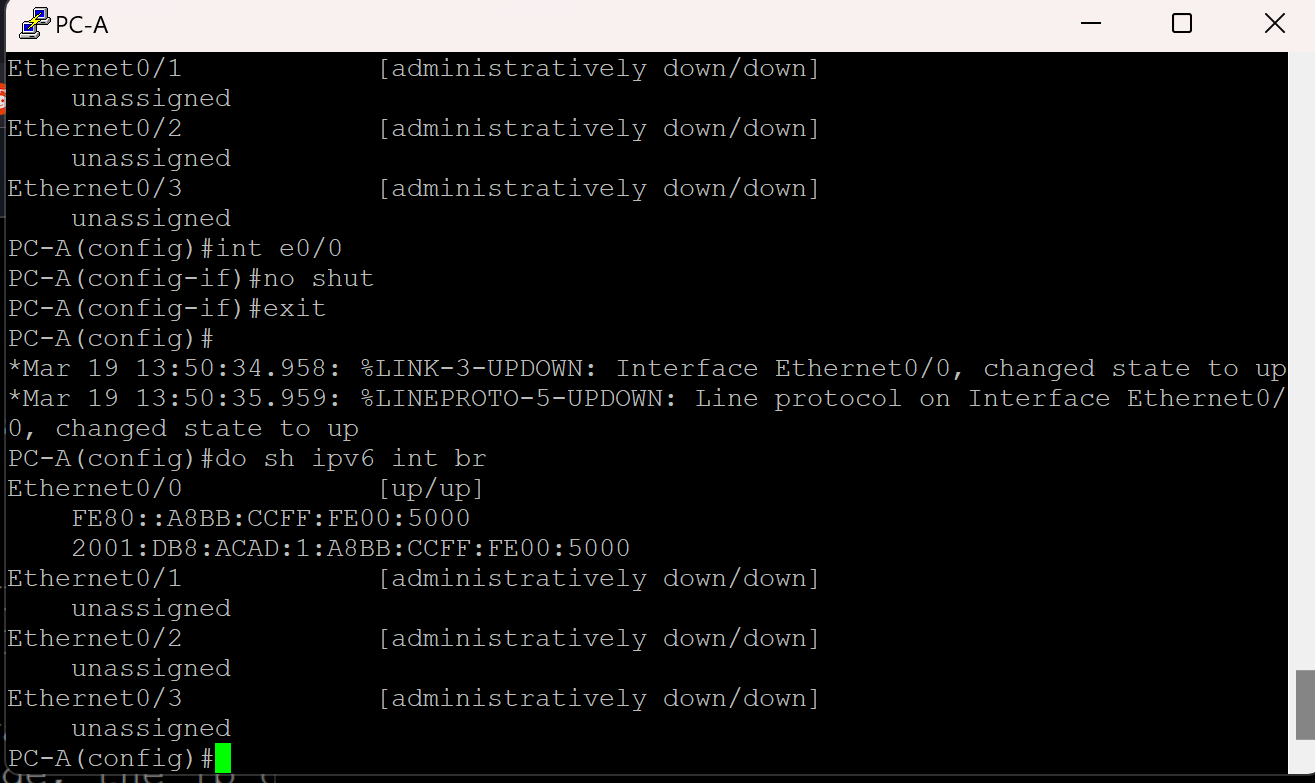 PC-A
Ethernet0/1 [administratively down/down]
unassigned
Ethernet0/2 [administratively down/down]
unassigned
Ethernet0/3 [administratively down/down]
unassigned
PC-A(config)#int e0/0
PC-A(config-if)#no shut
PC-A(config-if)#exit
PC-A(config)#
*Mar 19 13:50:34.958: %LINK-3-UPDOWN: Interface Ethernet0/0, changed state to up
*Mar 19 13:50:35.959: %LINEPROTO-5-UPDOWN: Line protocol on Interface Ethernet0/
0, changed state to up
PC-A(config)#do sh ipv6 int br
Ethernet0/0 [up/up]
FE80::A8BB:CCFF:FE00:5000
2001:DB8:ACAD:1:A8BB:CCFF:FE00:5000
Ethernet0/1 [administratively down/down]
unassigned
Ethernet0/2 [administratively down/down]
unassigned
Ethernet0/3 [administratively down/down]
unassigned
PC-A(config)#